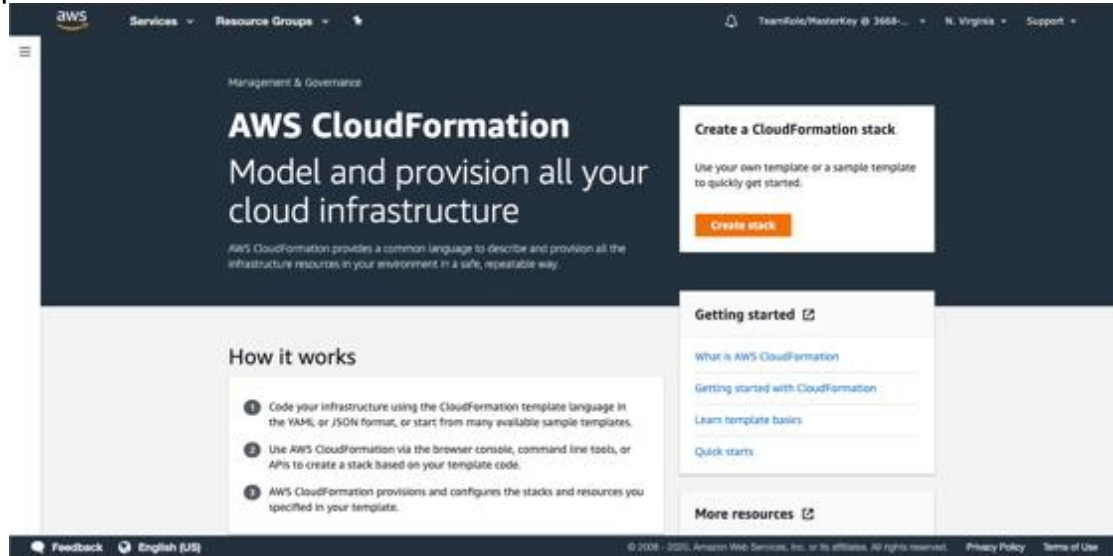 aws Services Resource Groups TeamRole/MasterKey @ 3668-... N. Virginia Support
Management & Governance
AWS CloudFormation
Model and provision all your
cloud infrastructure
AWS CloudFormation provides a common language to describe and provision all the
infrastructure resources in your environment in a safe, repeatable way.
Create a CloudFormation stack
Use your own template or a sample template
to quickly get started.
Create stack
Getting started
What is AWS CloudFormation
Getting started with CloudFormation
Learn template basics
Quick starts
More resources
How it works
1 Code your infrastructure using the CloudFormation template language in
the YAML or JSON format, or start from many available sample templates.
2 Use AWS CloudFormation via the browser console, command line tools, or
APIs to create a stack based on your template code.
3 AWS CloudFormation provisions and configures the stacks and resources you
specified in your template.
Feedback English (US) © 2008 - 2020, Amazon Web Services, Inc. or its affiliates. All rights reserved. Privacy Policy Terms of Use